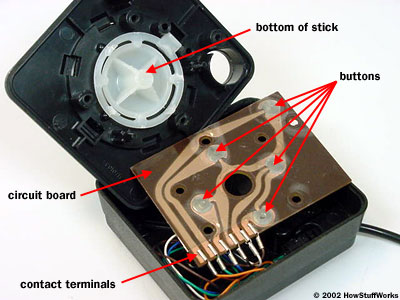 bottom of stick
buttons
circuit board
contact terminals
© 2002 HowStuffWorks